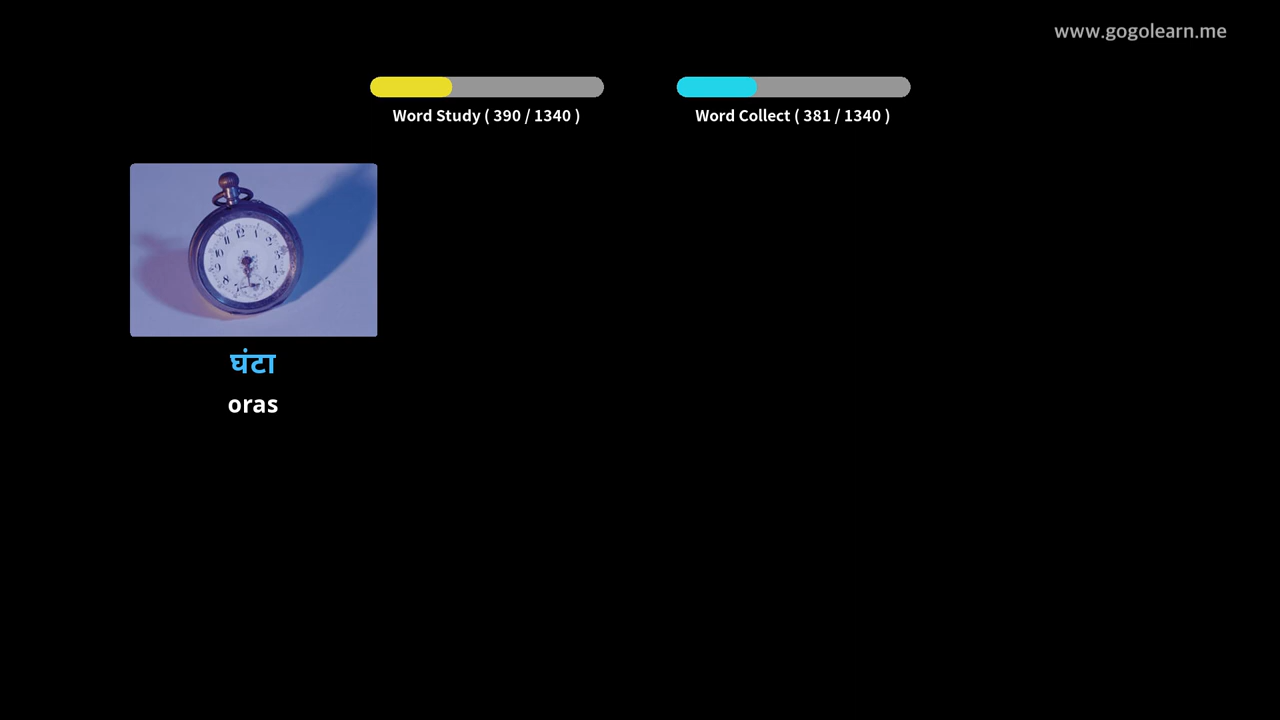 www.gogolearn.me
Word Study ( 390 / 1340 )
Word Collect ( 381 / 1340 )
घंटा
oras